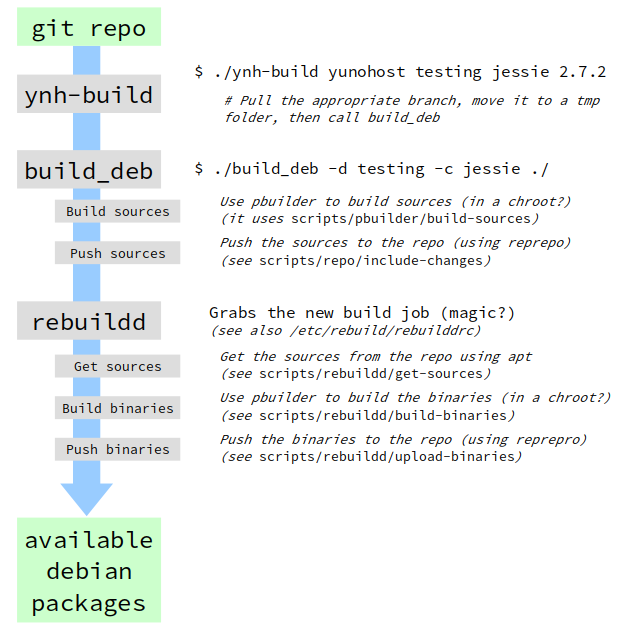 git repo
ynh-build
$ ./ynh-build yunohost testing jessie 2.7.2
# Pull the appropriate branch, move it to a tmp
folder, then call build_deb
build_deb
$ ./build_deb -d testing -c jessie ./
Build sources
Use pbuilder to build sources (in a chroot?)
(it uses scripts/pbuilder/build-sources)
Push sources
Push the sources to the repo (using reprepo)
(see scripts/repo/include-changes)
rebuildd
Grabs the new build job (magic?)
(see also /etc/rebuild/rebuilddrc)
Get sources
Get the sources from the repo using apt
(see scripts/rebuildd/get-sources)
Build binaries
Use pbuilder to build the binaries (in a chroot?)
(see scripts/rebuildd/build-binaries)
Push binaries
Push the binaries to the repo (using reprepro)
(see scripts/rebuildd/upload-binaries)
available
debian
packages